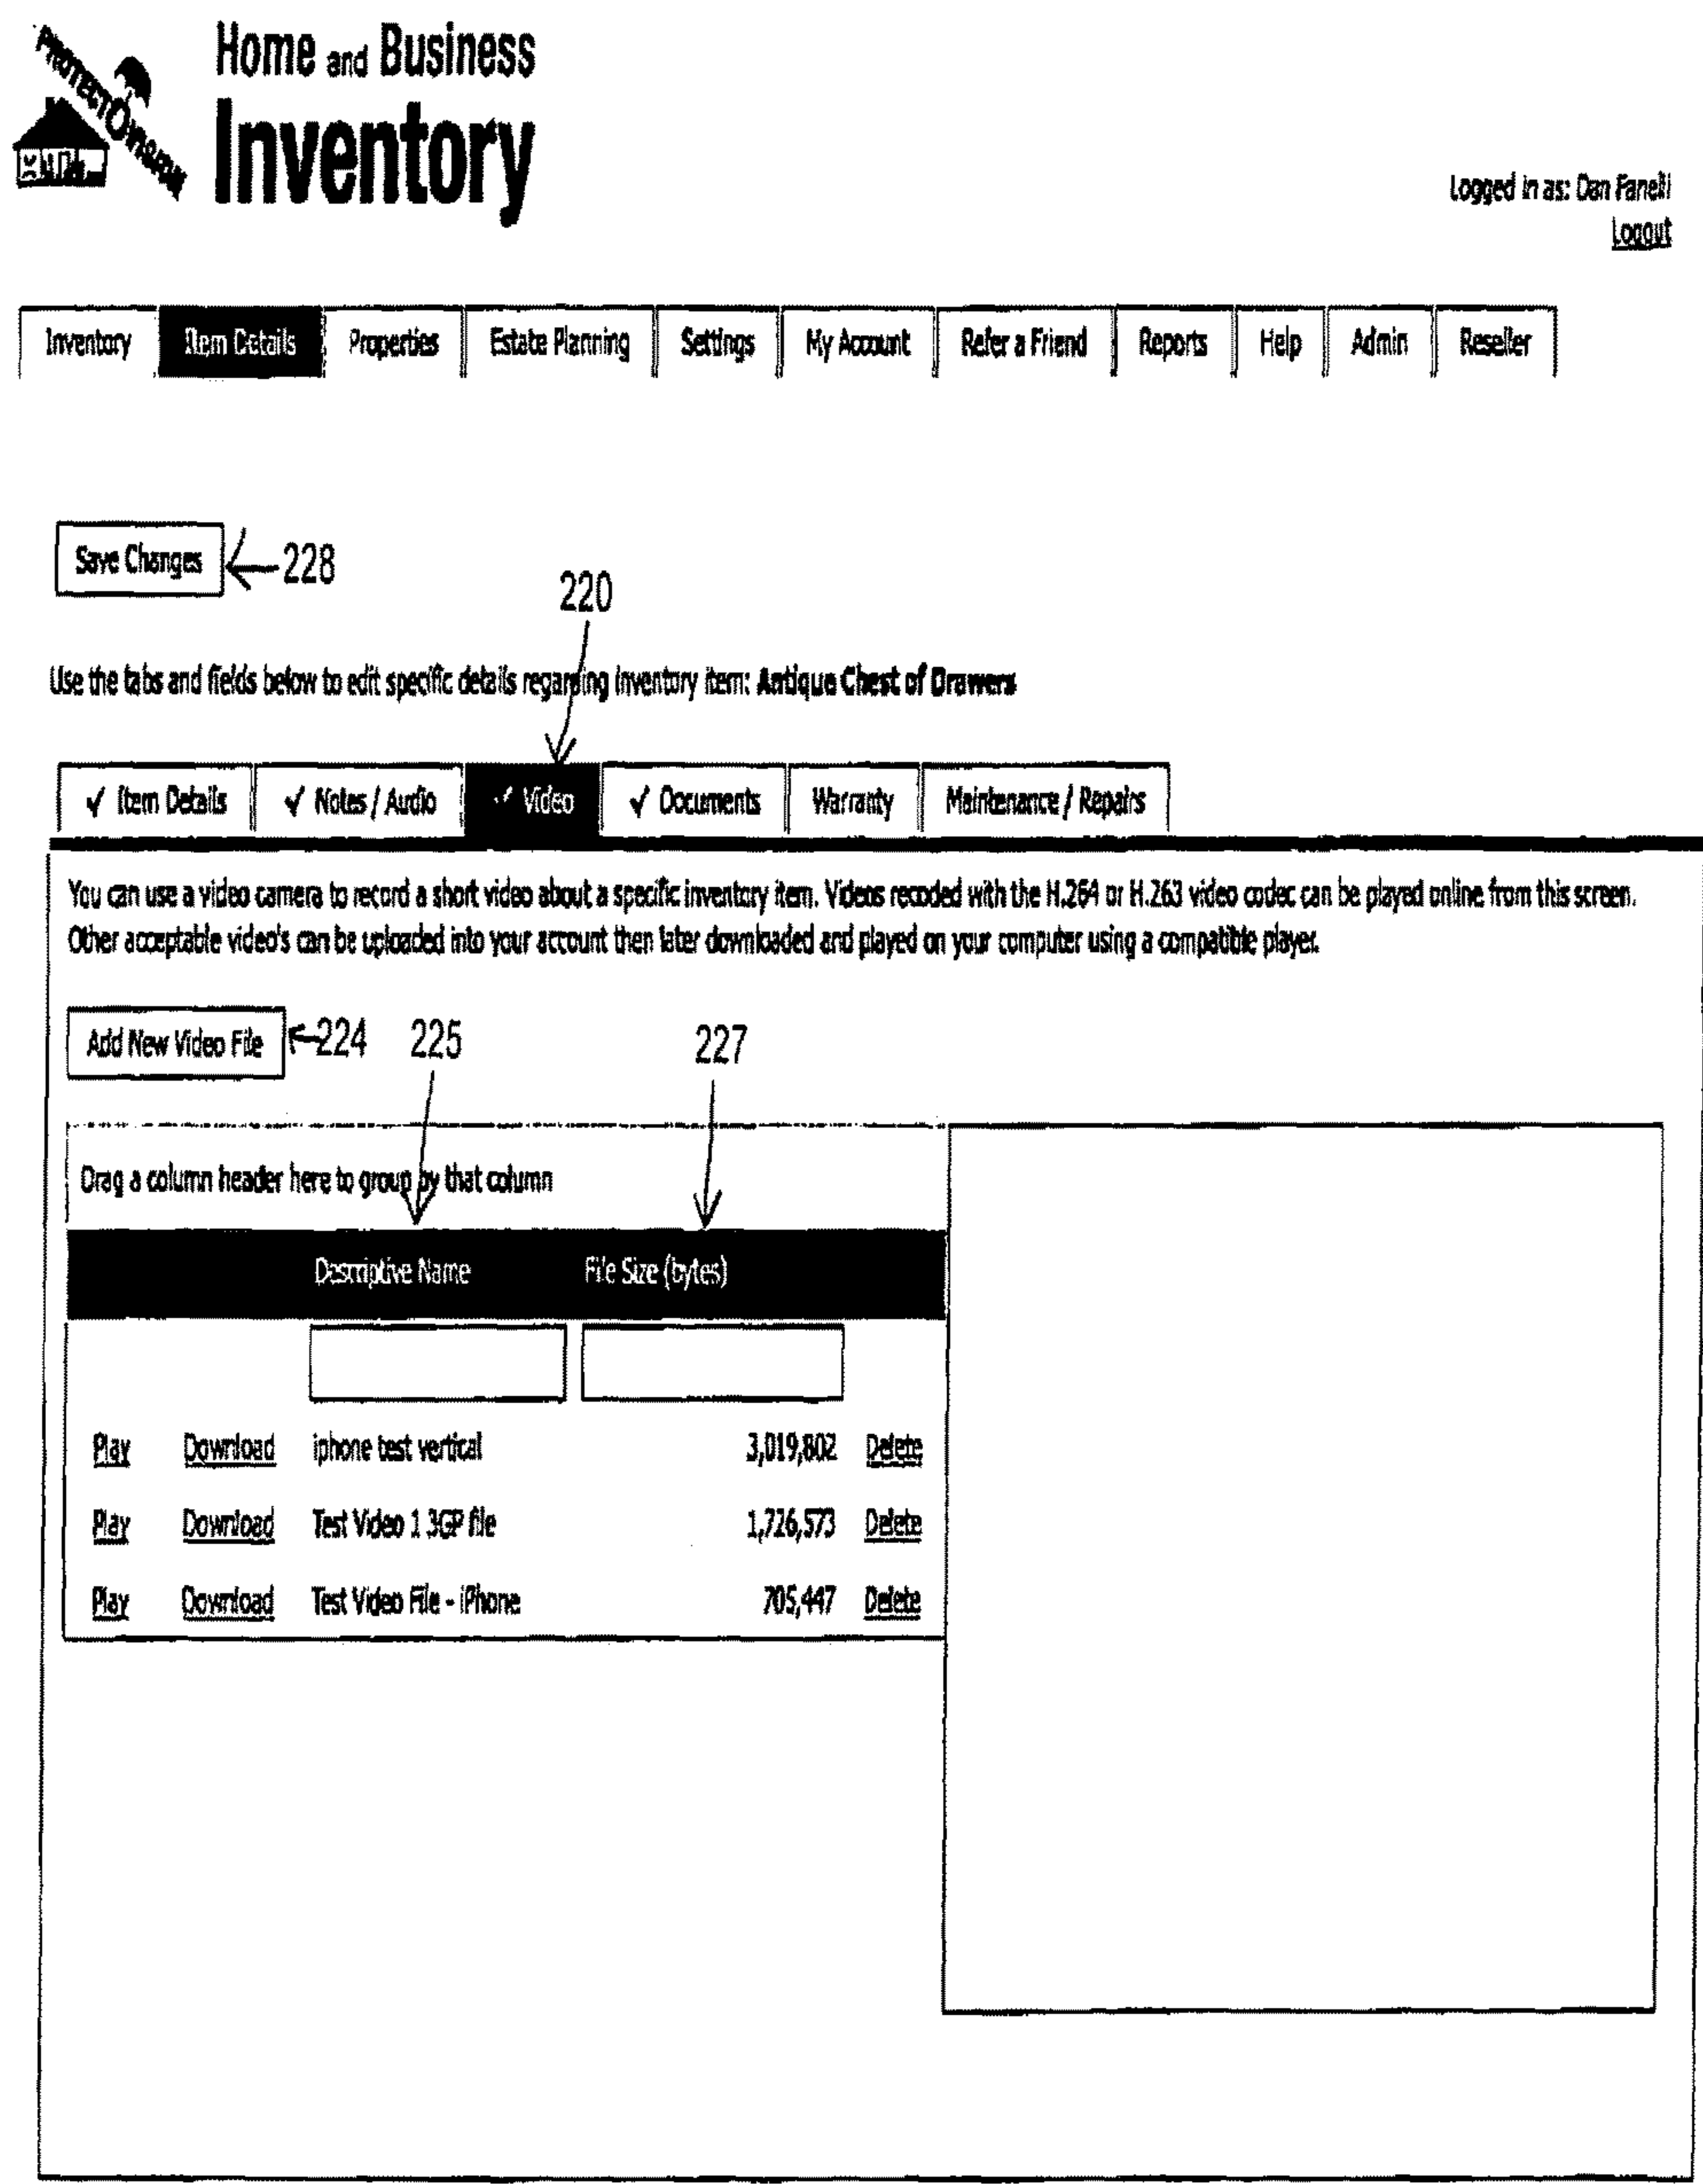 PROTECT OWNERS
Home and Business
Inventory
Logged in as: Dan Fanelli
Logout
Inventory Item Details Properties Estate Planning Settings My Account Refer a Friend Reports Help Admin Reseller
Save Changes 228
220
Use the tabs and fields below to edit specific details regarding inventory item: Antique Chest of Drawers
✓ Item Details ✓ Notes / Audio ✓ Video ✓ Documents Warranty Maintenance / Repairs
You can use a video camera to record a short video about a specific inventory item. Videos recoded with the H.264 or H.263 video codec can be played online from this screen.
Other acceptable video's can be uploaded into your account then later downloaded and played on your computer using a compatible player.
Add New Video File 224 225 227
Drag a column header here to group by that column
Descriptive Name File Size (bytes)
Play Download iphone test vertical 3,019,802 Delete
Play Download Test Video 1 3GP file 1,726,573 Delete
Play Download Test Video File - iPhone 705,447 Delete